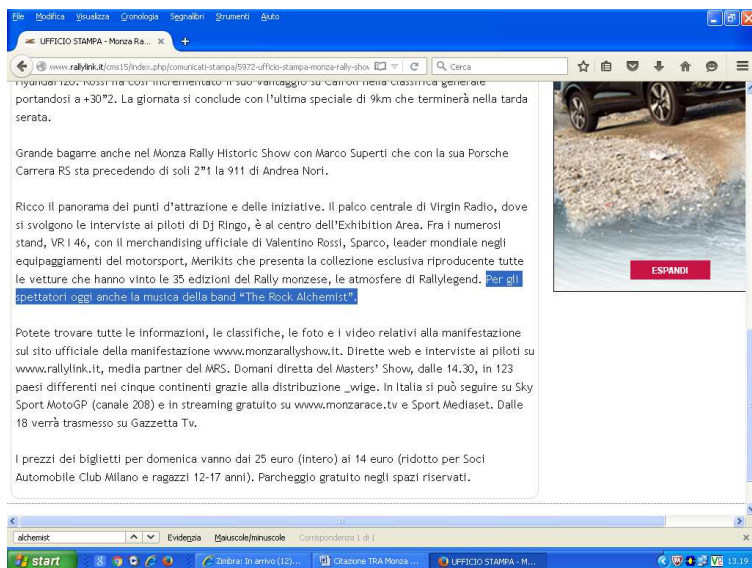 File Modifica Visualizza Cronologia Segnalibri Strumenti Aiuto
UFFICIO STAMPA - Monza Ra...
www.rallylink.it/cms15/index.php/comunicati-stampa/5972-ufficio-stampa-monza-rally-shov
Cerca
Hyundai i20. Rossi ha così incrementato il suo vantaggio su Cairoli nella classifica generale
portandosi a +30”2. La giornata si conclude con l’ultima speciale di 9km che terminerà nella tarda
serata.
Grande bagarre anche nel Monza Rally Historic Show con Marco Superti che con la sua Porsche
Carrera RS sta precedendo di soli 2”1 la 911 di Andrea Nori.
Ricco il panorama dei punti d’attrazione e delle iniziative. Il palco centrale di Virgin Radio, dove
si svolgono le interviste ai piloti di Dj Ringo, è al centro dell’Exhibition Area. Fra i numerosi
stand, VR I 46, con il merchandising ufficiale di Valentino Rossi, Sparco, leader mondiale negli
equipaggiamenti del motorsport, Merikits che presenta la collezione esclusiva riproducente tutte
le vetture che hanno vinto le 35 edizioni del Rally monzese, le atmosfere di Rallylegend. Per gli
spettatori oggi anche la musica della band “The Rock Alchemist”.
ESPANDI
Potete trovare tutte le informazioni, le classifiche, le foto e i video relativi alla manifestazione
sul sito ufficiale della manifestazione www.monzarallyshow.it. Dirette web e interviste ai piloti su
www.rallylink.it, media partner del MRS. Domani diretta del Masters’ Show, dalle 14.30, in 123
paesi differenti nei cinque continenti grazie alla distribuzione _wige. In Italia si può seguire su Sky
Sport MotoGP (canale 208) e in streaming gratuito su www.monzarace.tv e Sport Mediaset. Dalle
18 verrà trasmesso su Gazzetta Tv.
I prezzi dei biglietti per domenica vanno dai 25 euro (intero) ai 14 euro (ridotto per Soci
Automobile Club Milano e ragazzi 12-17 anni). Parcheggio gratuito negli spazi riservati.
alchemist Evidenzia Maiuscole/minuscole Corrispondenza 1 di 1
start Zimbra: In arrivo (12)... Citazione TRA Monza ... UFFICIO STAMPA - M... 13.19